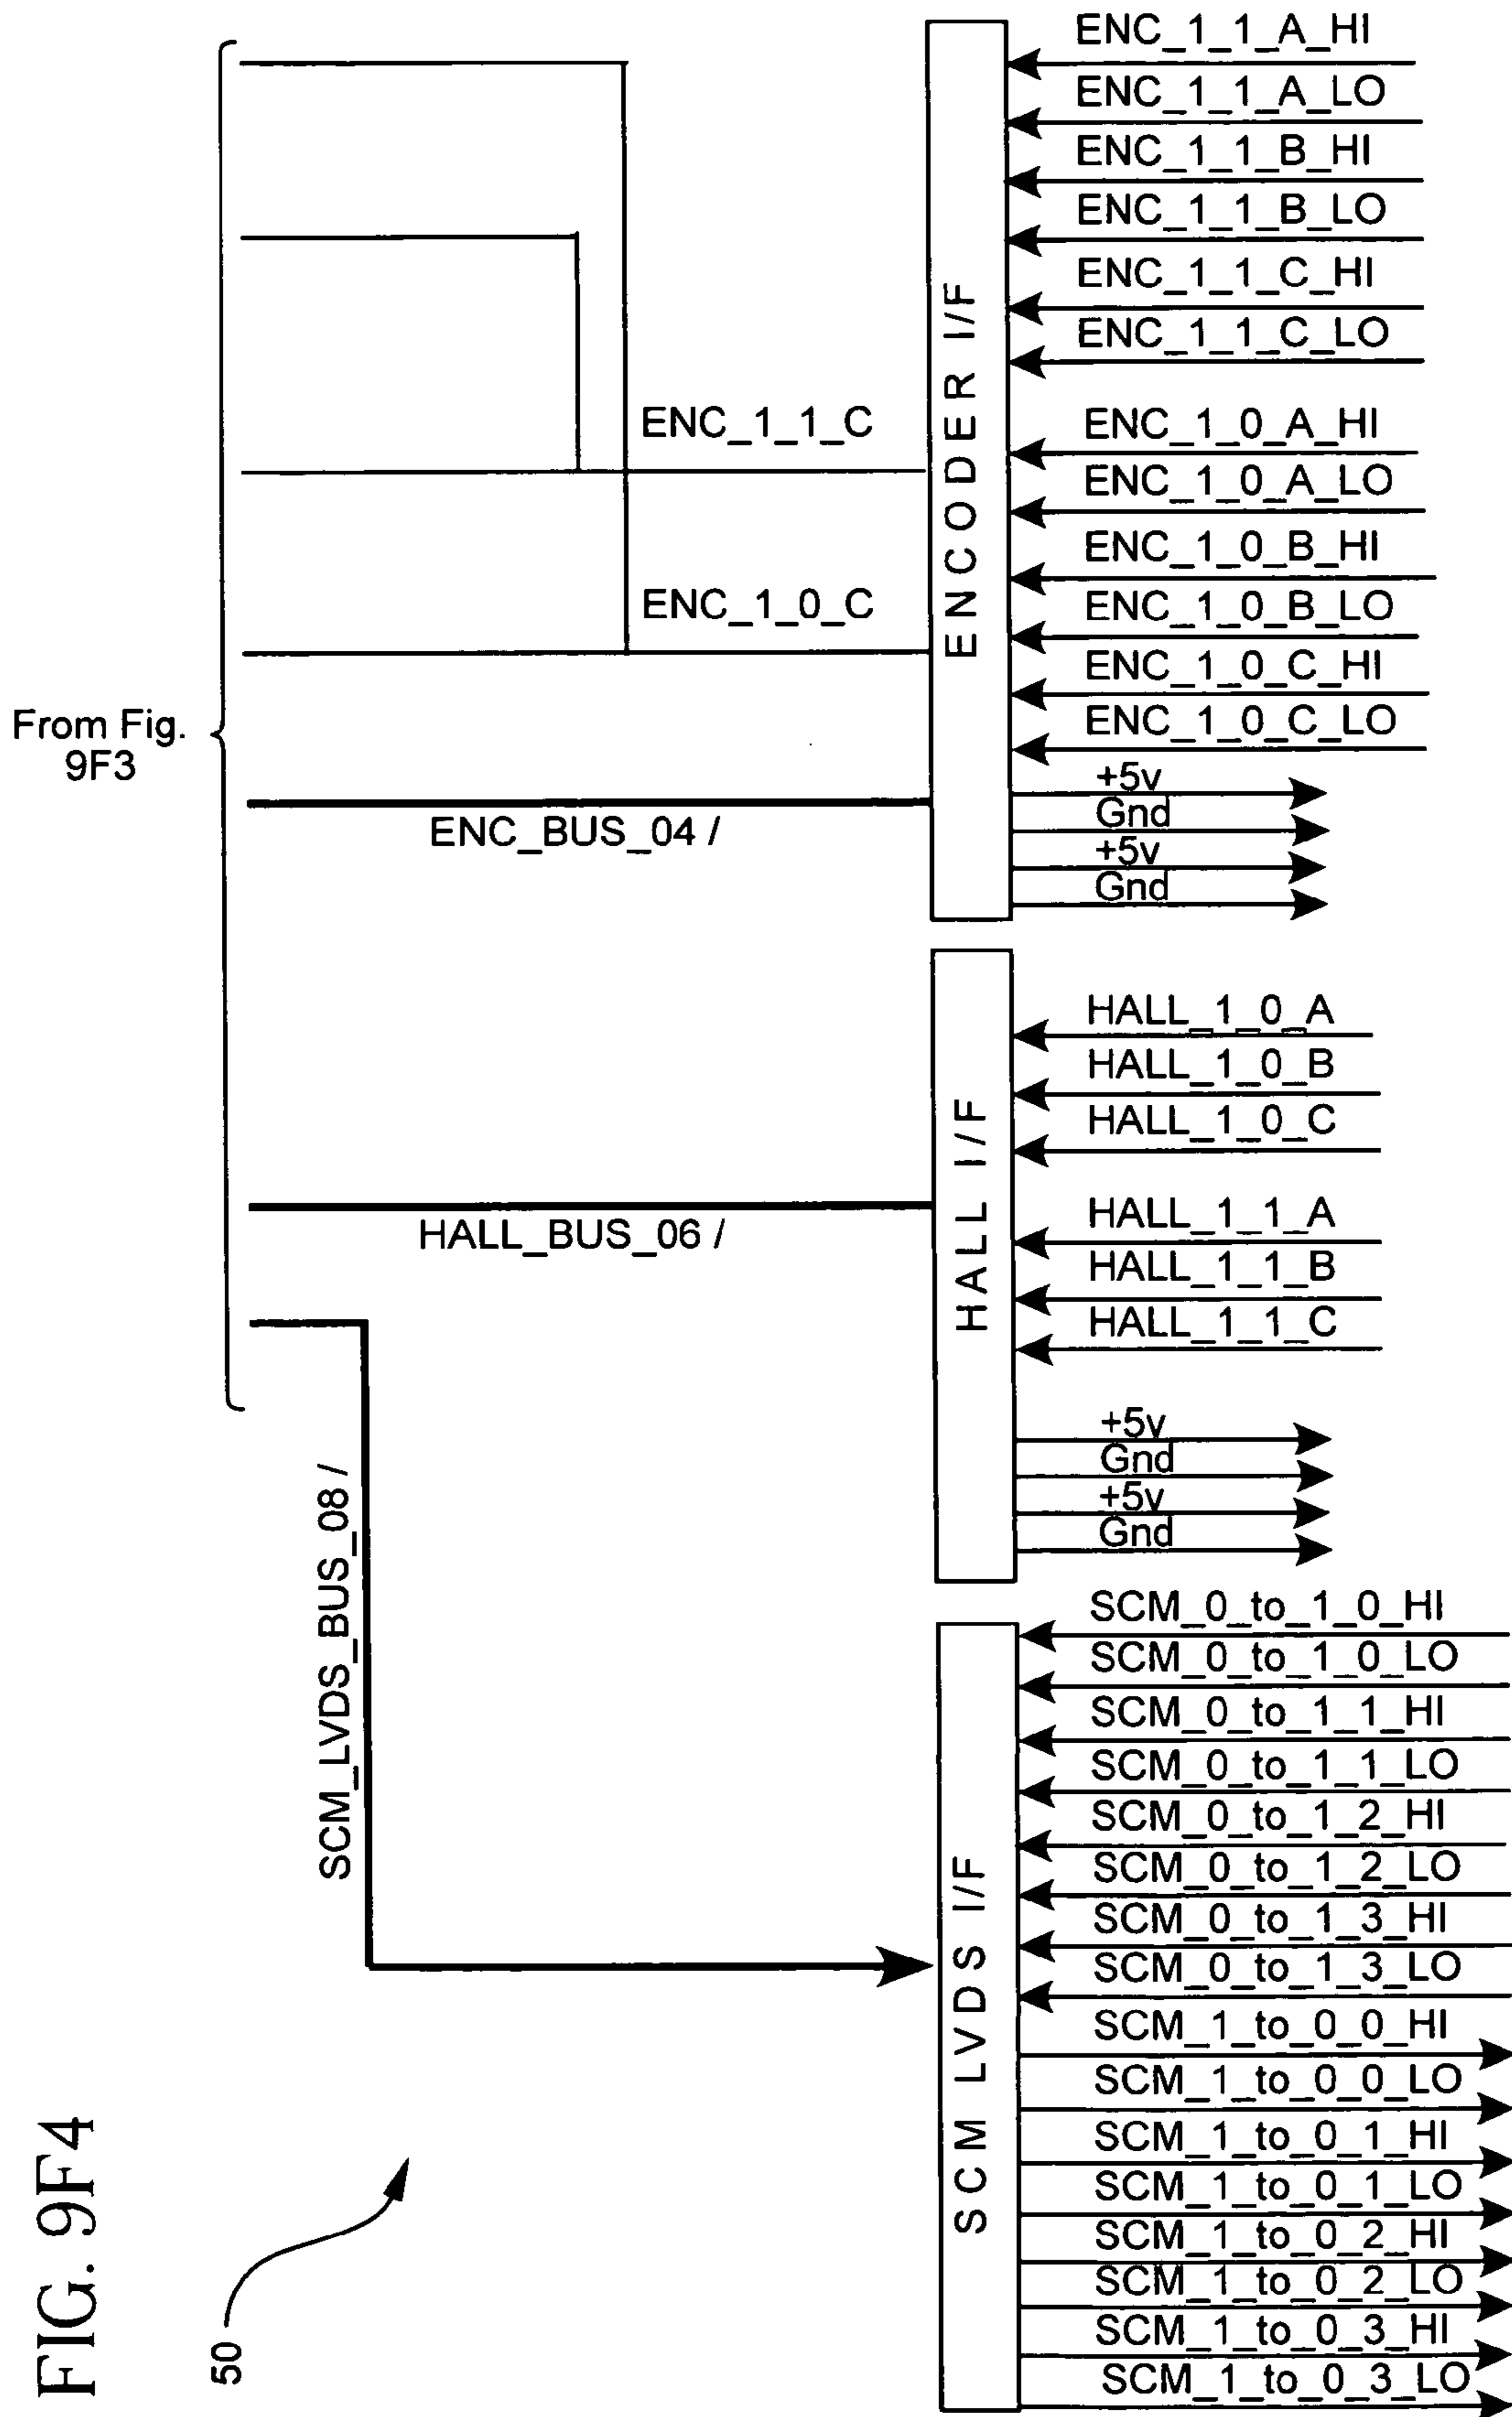 ENC_1_1_A_HI
ENC_1_1_A_LO
ENC_1_1_B_HI
ENC_1_1_B_LO
ENC_1_1_C_HI
ENC_1_1_C_LO
ENC_1_0_A_HI
ENC_1_0_A_LO
ENC_1_0_B_HI
ENC_1_0_B_LO
ENC_1_0_C_HI
ENC_1_0_C_LO
+5v
Gnd
+5v
Gnd
ENCODER I/F
ENC_1_1_C
ENC_1_0_C
From Fig.
9F3
ENC_BUS_04 /
HALL_1_0_A
HALL_1_0_B
HALL_1_0_C
HALL_1_1_A
HALL_1_1_B
HALL_1_1_C
+5v
Gnd
+5v
Gnd
HALL I/F
HALL_BUS_06 /
SCM_LVDS_BUS_08 /
SCM_0_to_1_0_HI
SCM_0_to_1_0_LO
SCM_0_to_1_1_HI
SCM_0_to_1_1_LO
SCM_0_to_1_2_HI
SCM_0_to_1_2_LO
SCM_0_to_1_3_HI
SCM_0_to_1_3_LO
SCM_1_to_0_0_HI
SCM_1_to_0_0_LO
SCM_1_to_0_1_HI
SCM_1_to_0_1_LO
SCM_1_to_0_2_HI
SCM_1_to_0_2_LO
SCM_1_to_0_3_HI
SCM_1_to_0_3_LO
SCM LVDS I/F
50
FIG. 9F4